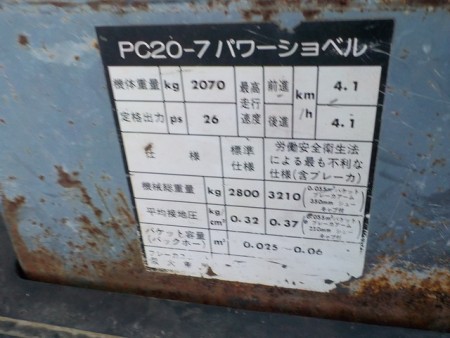 PC20-7パワーショベル
機体重量 kg 2070 最高走行速度 前進 km/h 4.1
定格出力 ps 26 後進 4.1
仕様 標準仕様 労働安全衛生法による最も不利な仕様(含ブレーカ)
機械総重量 kg 2800 3210
平均接地圧 kg/cm² 0.32 0.37
バケット容量(バックホー) m³ 0.025 0.06